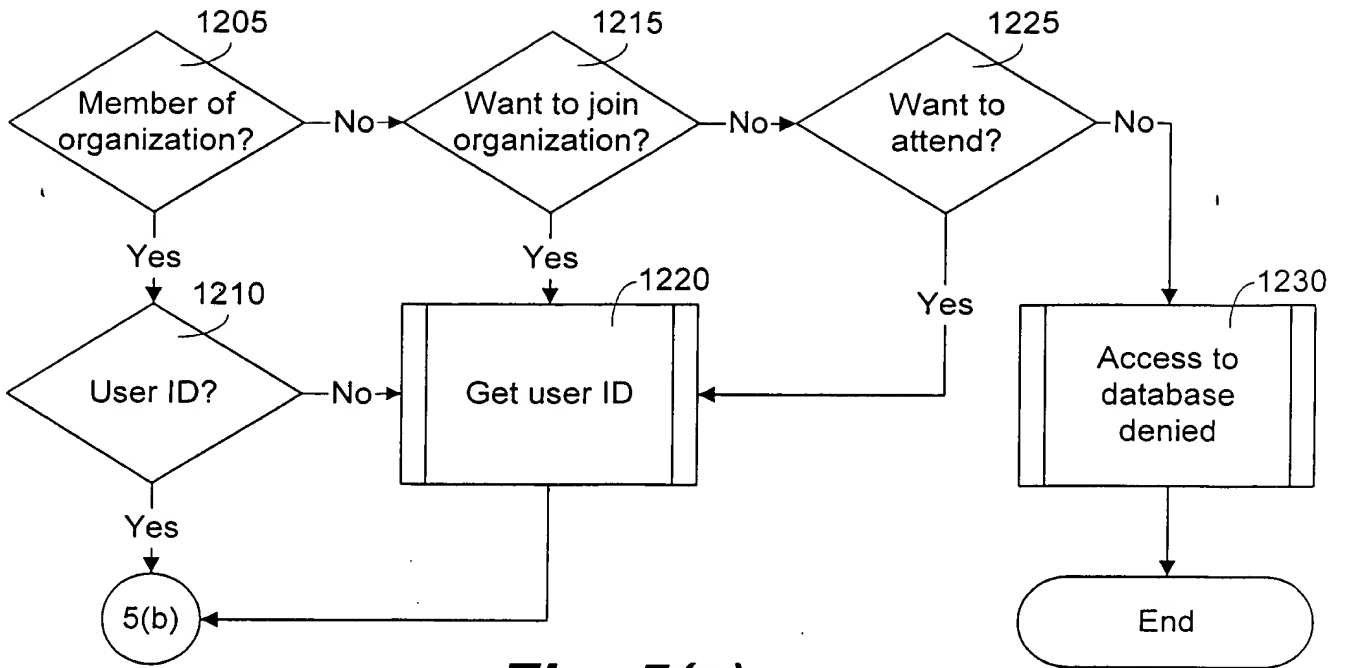 1205
1215
1225
Member of
organization?
No
Want to join
organization?
No
Want to
attend?
No
Yes
Yes
Yes
1210
1220
1230
User ID?
No
Get user ID
Access to
database
denied
Yes
5(b)
End